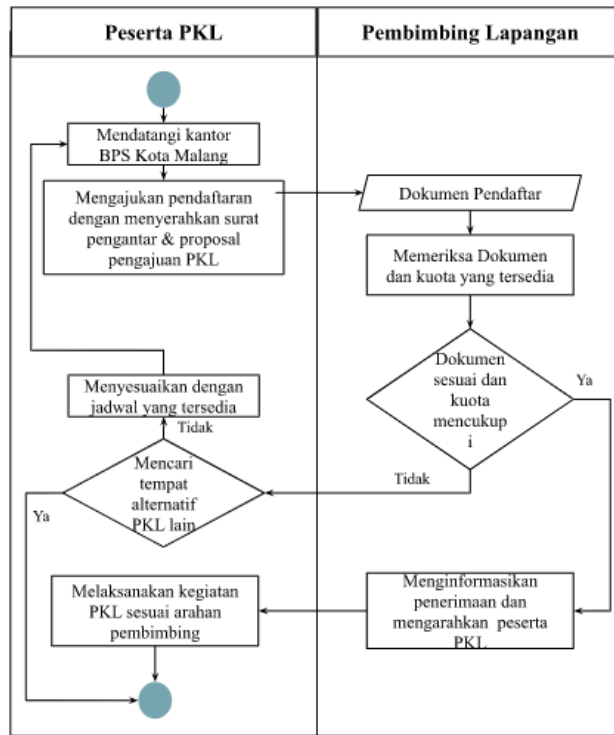 Peserta PKL
Pembimbing Lapangan
Mendatangi kantor
BPS Kota Malang
Mengajukan pendaftaran
dengan menyerahkan surat
pengantar & proposal
pengajuan PKL
Dokumen Pendaftar
Memeriksa Dokumen
dan kuota yang tersedia
Dokumen
sesuai dan
kuota
mencukup
i
Ya
Tidak
Menyesuaikan dengan
jadwal yang tersedia
Tidak
Mencari
tempat
alternatif
PKL lain
Ya
Menginformasikan
penerimaan dan
mengarahkan peserta
PKL
Melaksanakan kegiatan
PKL sesuai arahan
pembimbing